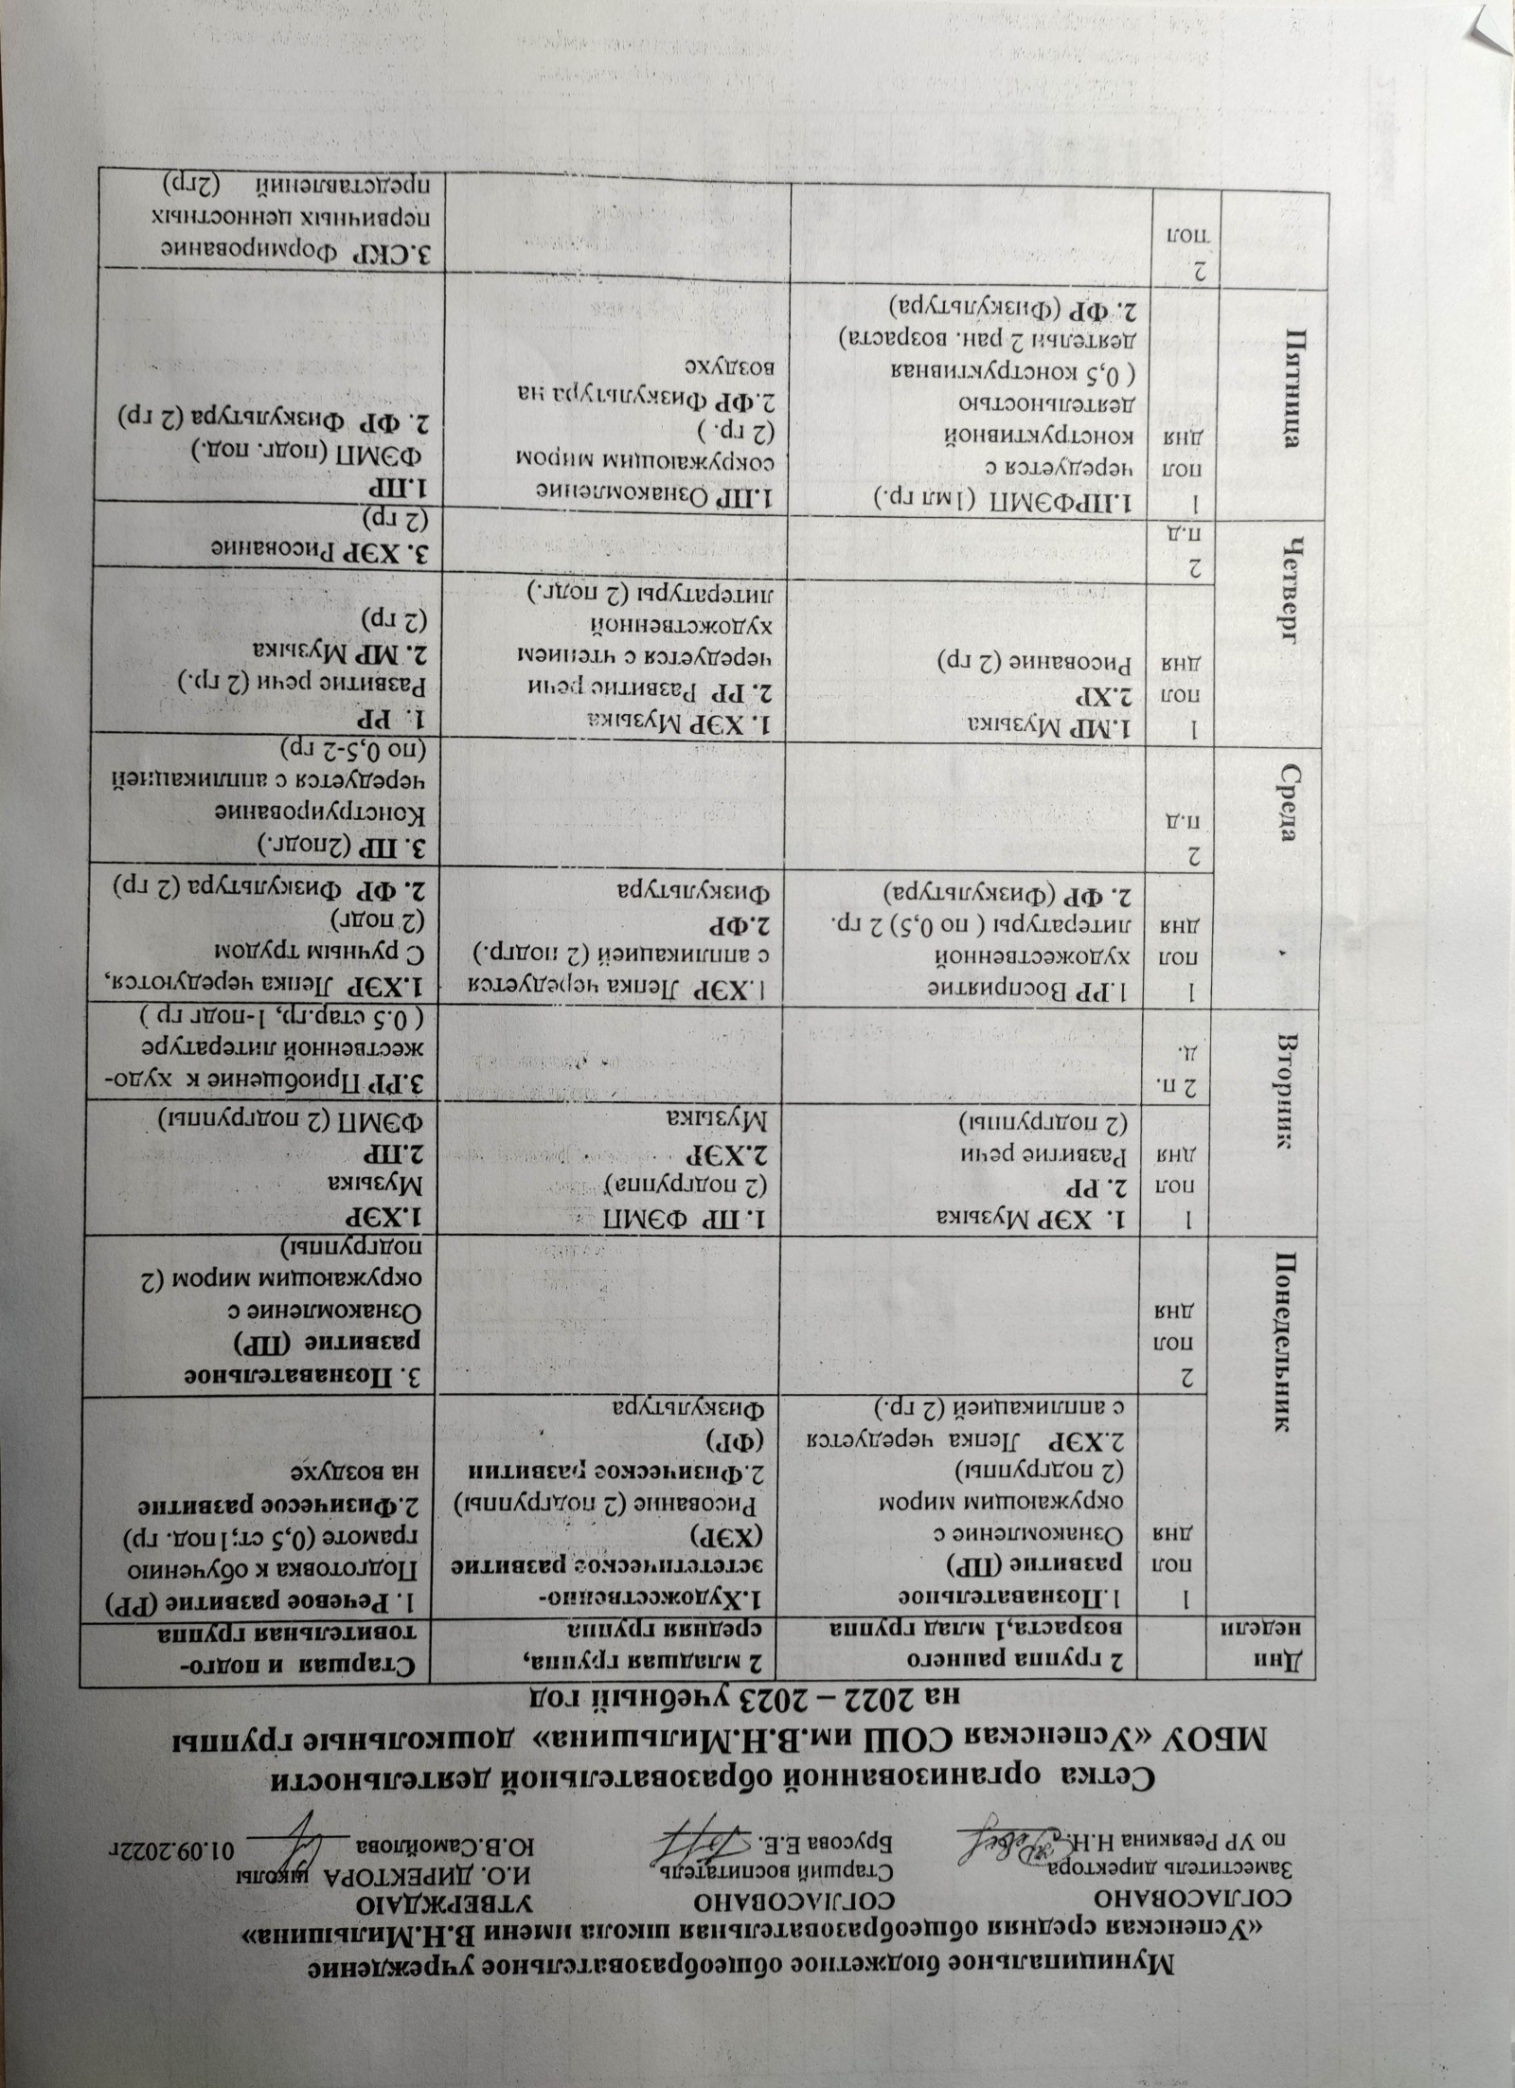 Муниципальное бюджетное общеобразовательное учреждение
«Успенская средняя общеобразовательная школа имени В.Н.Мильшина»
СОГЛАСОВАНО СОГЛАСОВАНО УТВЕРЖДАЮ
Заместитель директора Старший воспитатель И.О. ДИРЕКТОРА школы
по УР Ревякина Н.Н. Брусова Е.Е. Ю.В.Самойлова 01.09.2022г
Сетка организованной образовательной деятельности
МБОУ «Успенская СОШ им.В.Н.Мильшина» дошкольные группы
на 2022 – 2023 учебный год
Дни
недели
2 группа раннего
возраста,1 млад группа
2 младшая группа,
средняя группа
Старшая и подго-
товительная группа
Понедельник
1
пол
дня
1.Познавательное
развитие (ПР)
Ознакомление с
окружающим миром
(2 подгруппы)
2.ХЭР Лепка чередуется
с аппликацией (2 гр.)
1.Художественно-
эстетическое развитие
(ХЭР)
Рисование (2 подгруппы)
2.Физическое развитии
(ФР)
Физкультура
1. Речевое развитие (РР)
Подготовка к обучению
грамоте (0,5 ст;1под. гр)
2.Физичесое развитие
на воздухе
2
пол
дня
3. Познавательное
развитие (ПР)
Ознакомление с
окружающим миром (2
подгруппы)
Вторник
1
пол
дня
1. ХЭР Музыка
2. РР
Развитие речи
(2 подгруппы)
1. ПР ФЭМП
(2 подгруппа)
2.ХЭР
Музыка
1.ХЭР
Музыка
2.ПР
ФЭМП (2 подгруппы)
2 п.
д.
3.РР Приобщение к худо-
жественной литературе
( 0.5 стар.гр, 1-подг гр )
Среда
1
пол
дня
1.РР Восприятие
художественной
литературы ( по 0,5) 2 гр.
2. ФР (Физкультура)
1.ХЭР Лепка чередуется
с аппликацией (2 подгр.)
2.ФР
Физкультура
1.ХЭР Лепка чередуются,
С ручным трудом
(2 подг)
2. ФР Физкультура (2 гр)
2
п.д
3. ПР (2подг.)
Конструирование
чередуется с аппликацией
(по 0,5-2 гр)
Четверг
1
пол
дня
1.МР Музыка
2.ХР
Рисование (2 гр)
1. ХЭР Музыка
2. РР Развитие речи
чередуется с чтением
художественной
литературы (2 подг.)
1. РР
Развитие речи (2 гр.)
2. МР Музыка
(2 гр)
2
п.д
3. ХЭР Рисование
(2 гр)
Пятница
1
пол
дня
1.ПРФЭМП (1мл гр.)
чередуется с
конструктивной
деятельностью
( 0,5 конструктивная
деятельн 2 ран. возраста)
2. ФР (Физкультура)
1.ПР Ознакомление
сокружающим миром
(2 гр. )
2.ФР Физкультура на
воздухе
1.ПР
ФЭМП (подг. под.)
2. ФР Физкультура (2 гр)
2
пол
3.СКР Формирование
первичных ценностных
представлений (2гр)